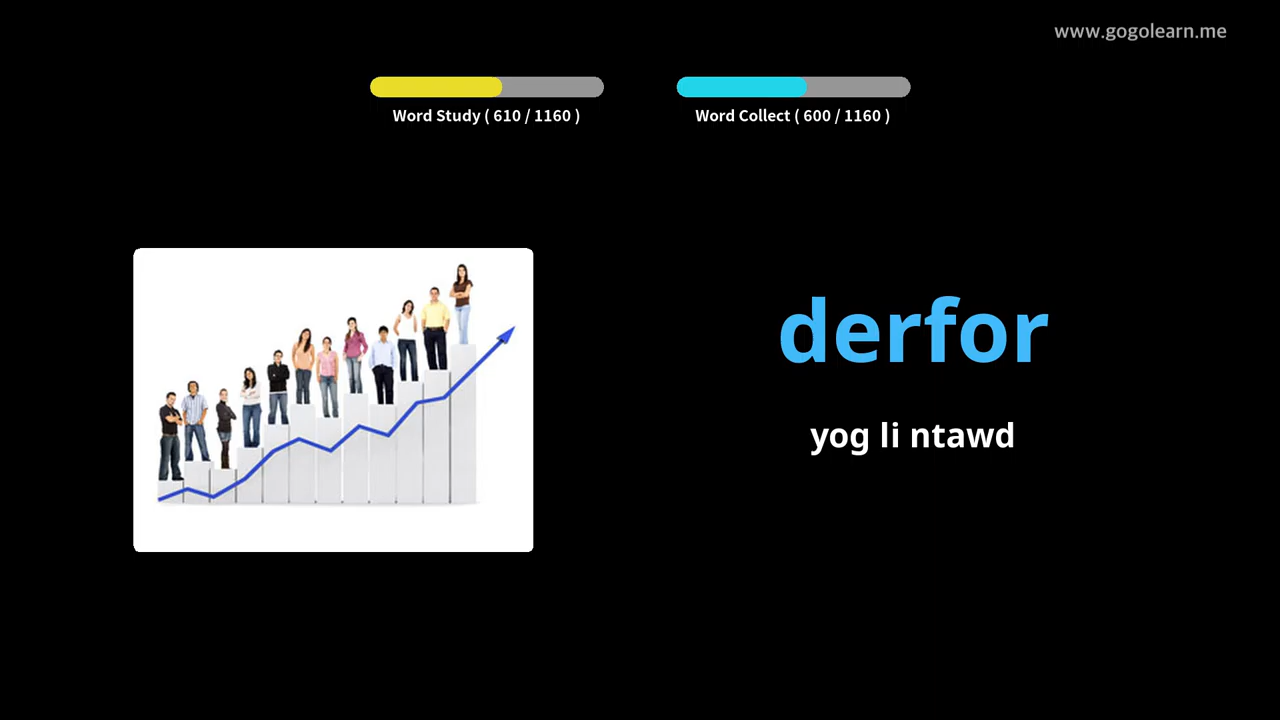 www.gogolearn.me
Word Study ( 610 / 1160 )
Word Collect ( 600 / 1160 )
derfor
yog li ntawd